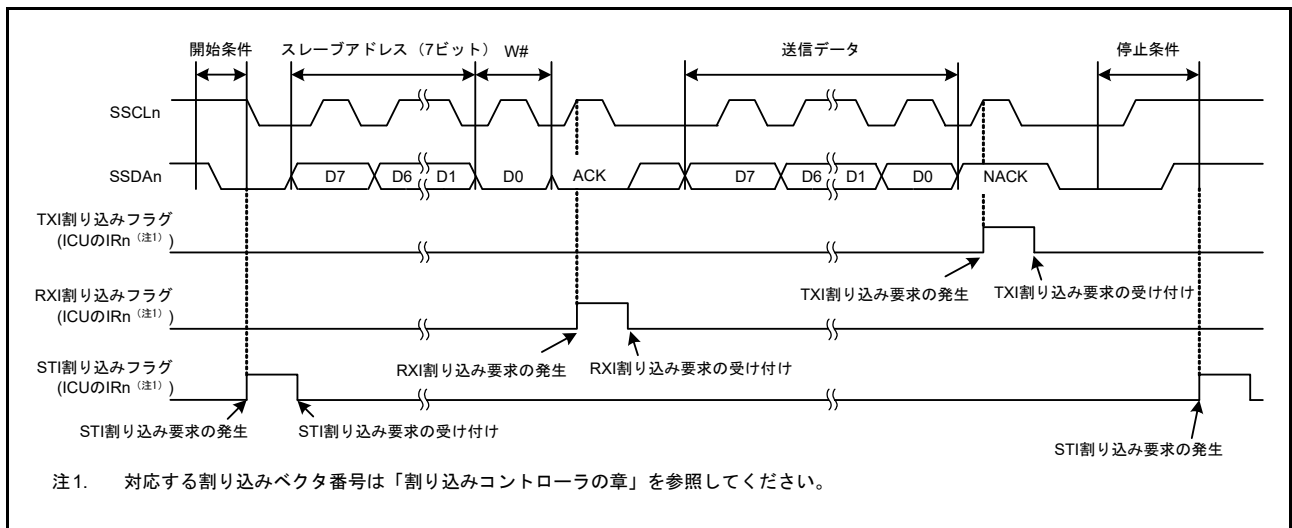 開始条件 スレーブアドレス（7ビット） W# 送信データ 停止条件
SSCLn
SSDAn D7 D6 D1 D0 ACK D7 D6 D1 D0 NACK
TXI割り込みフラグ
(ICUのIRn（注1）)
TXI割り込み要求の発生 TXI割り込み要求の受け付け
RXI割り込みフラグ
(ICUのIRn（注1）)
RXI割り込み要求の発生 RXI割り込み要求の受け付け
STI割り込みフラグ
(ICUのIRn（注1）)
STI割り込み要求の発生 STI割り込み要求の受け付け
STI割り込み要求の発生
注1. 対応する割り込みベクタ番号は「割り込みコントローラの章」を参照してください。